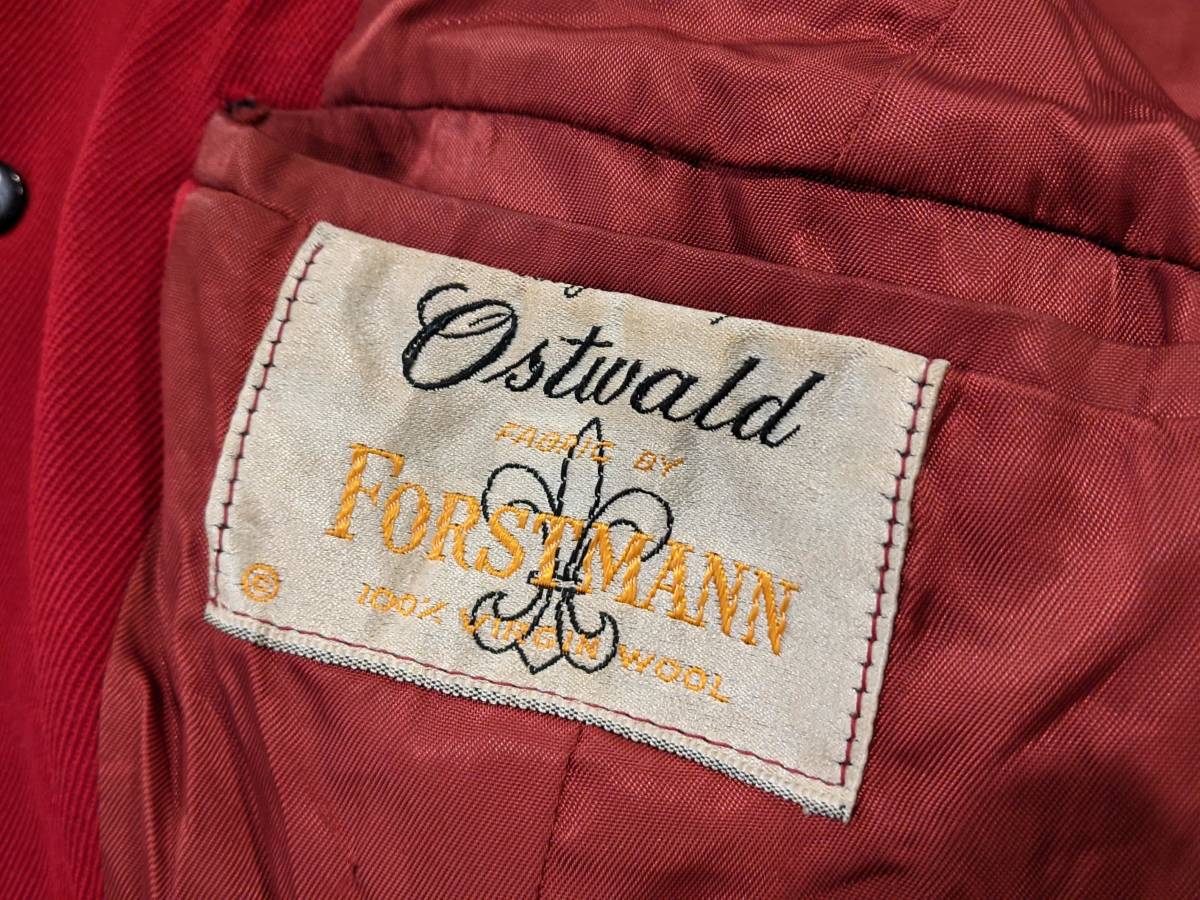 Ostwald
FABRIC BY
FORSTMANN
©
100% VIRGIN WOOL